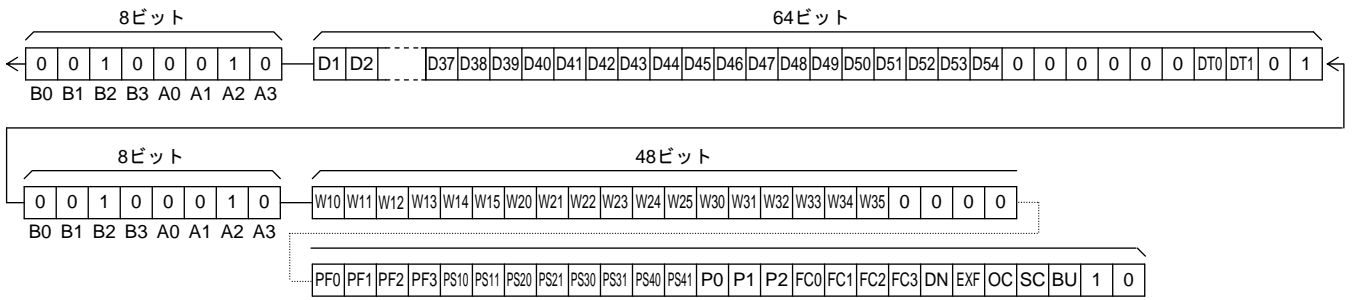 8ビット 64ビット
0 0 1 0 0 0 1 0 D1 D2 D37 D38 D39 D40 D41 D42 D43 D44 D45 D46 D47 D48 D49 D50 D51 D52 D53 D54 0 0 0 0 0 0 DT0 DT1 0 1
B0 B1 B2 B3 A0 A1 A2 A3
8ビット 48ビット
0 0 1 0 0 0 1 0 W10 W11 W12 W13 W14 W15 W20 W21 W22 W23 W24 W25 W30 W31 W32 W33 W34 W35 0 0 0 0
B0 B1 B2 B3 A0 A1 A2 A3
PF0 PF1 PF2 PF3 PS10 PS11 PS20 PS21 PS30 PS31 PS40 PS41 P0 P1 P2 FC0 FC1 FC2 FC3 DN EXF OC SC BU 1 0